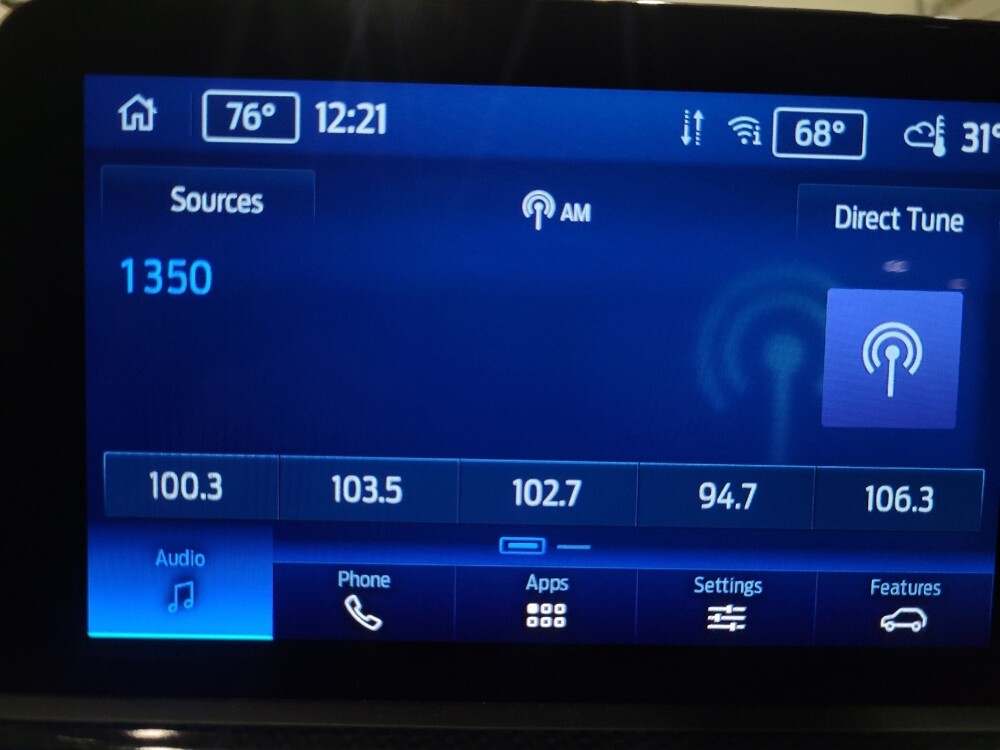 76° 12:21 68° 31°
Sources AM Direct Tune
1350
100.3 103.5 102.7 94.7 106.3
Audio Phone Apps Settings Features